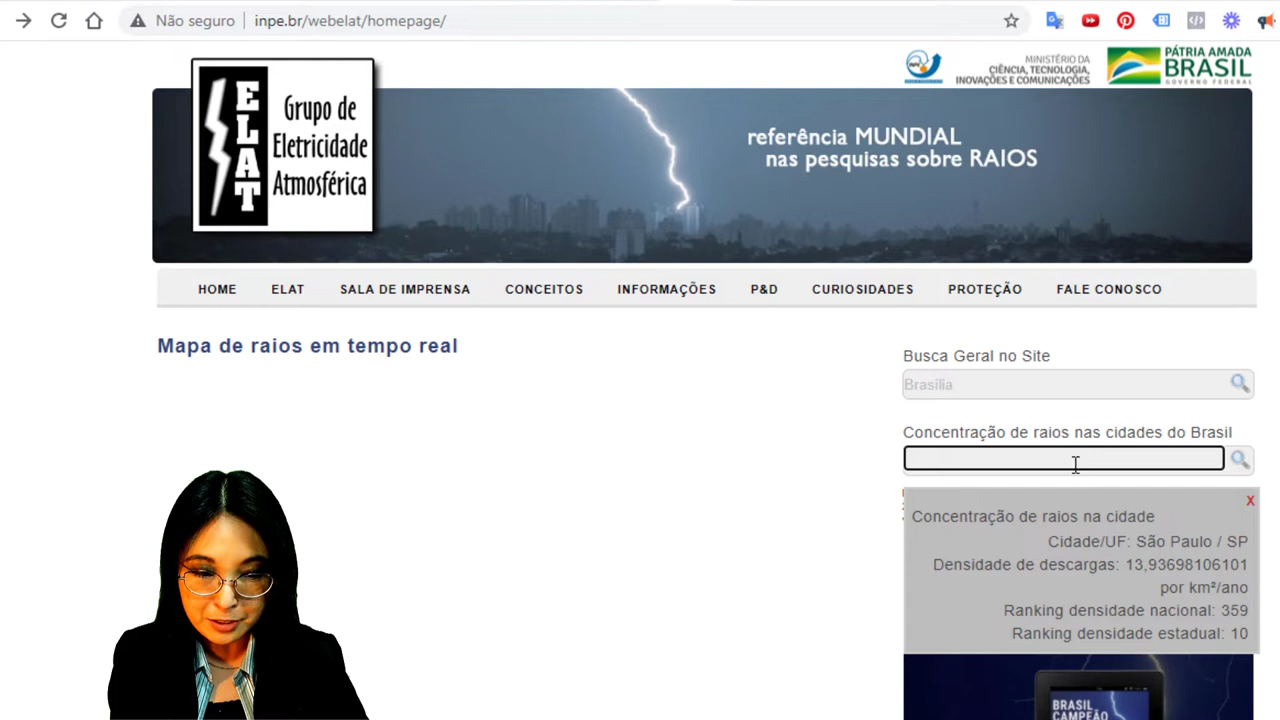 Não seguro
inpe.br/webelat/homepage/
MINISTÉRIO DA
CIÊNCIA, TECNOLOGIA,
INOVAÇÕES E COMUNICAÇÕES
PÁTRIA AMADA
BRASIL
GOVERNO FEDERAL
ELAT
Grupo de
Eletricidade
Atmosférica
referência MUNDIAL
nas pesquisas sobre RAIOS
HOME ELAT SALA DE IMPRENSA CONCEITOS INFORMAÇÕES P&D CURIOSIDADES PROTEÇÃO FALE CONOSCO
Mapa de raios em tempo real
Busca Geral no Site
Brasília
Concentração de raios nas cidades do Brasil
X
Concentração de raios na cidade
Cidade/UF: São Paulo / SP
Densidade de descargas: 13,93698106101
por km²/ano
Ranking densidade nacional: 359
Ranking densidade estadual: 10
BRASIL
CAMPEÃO